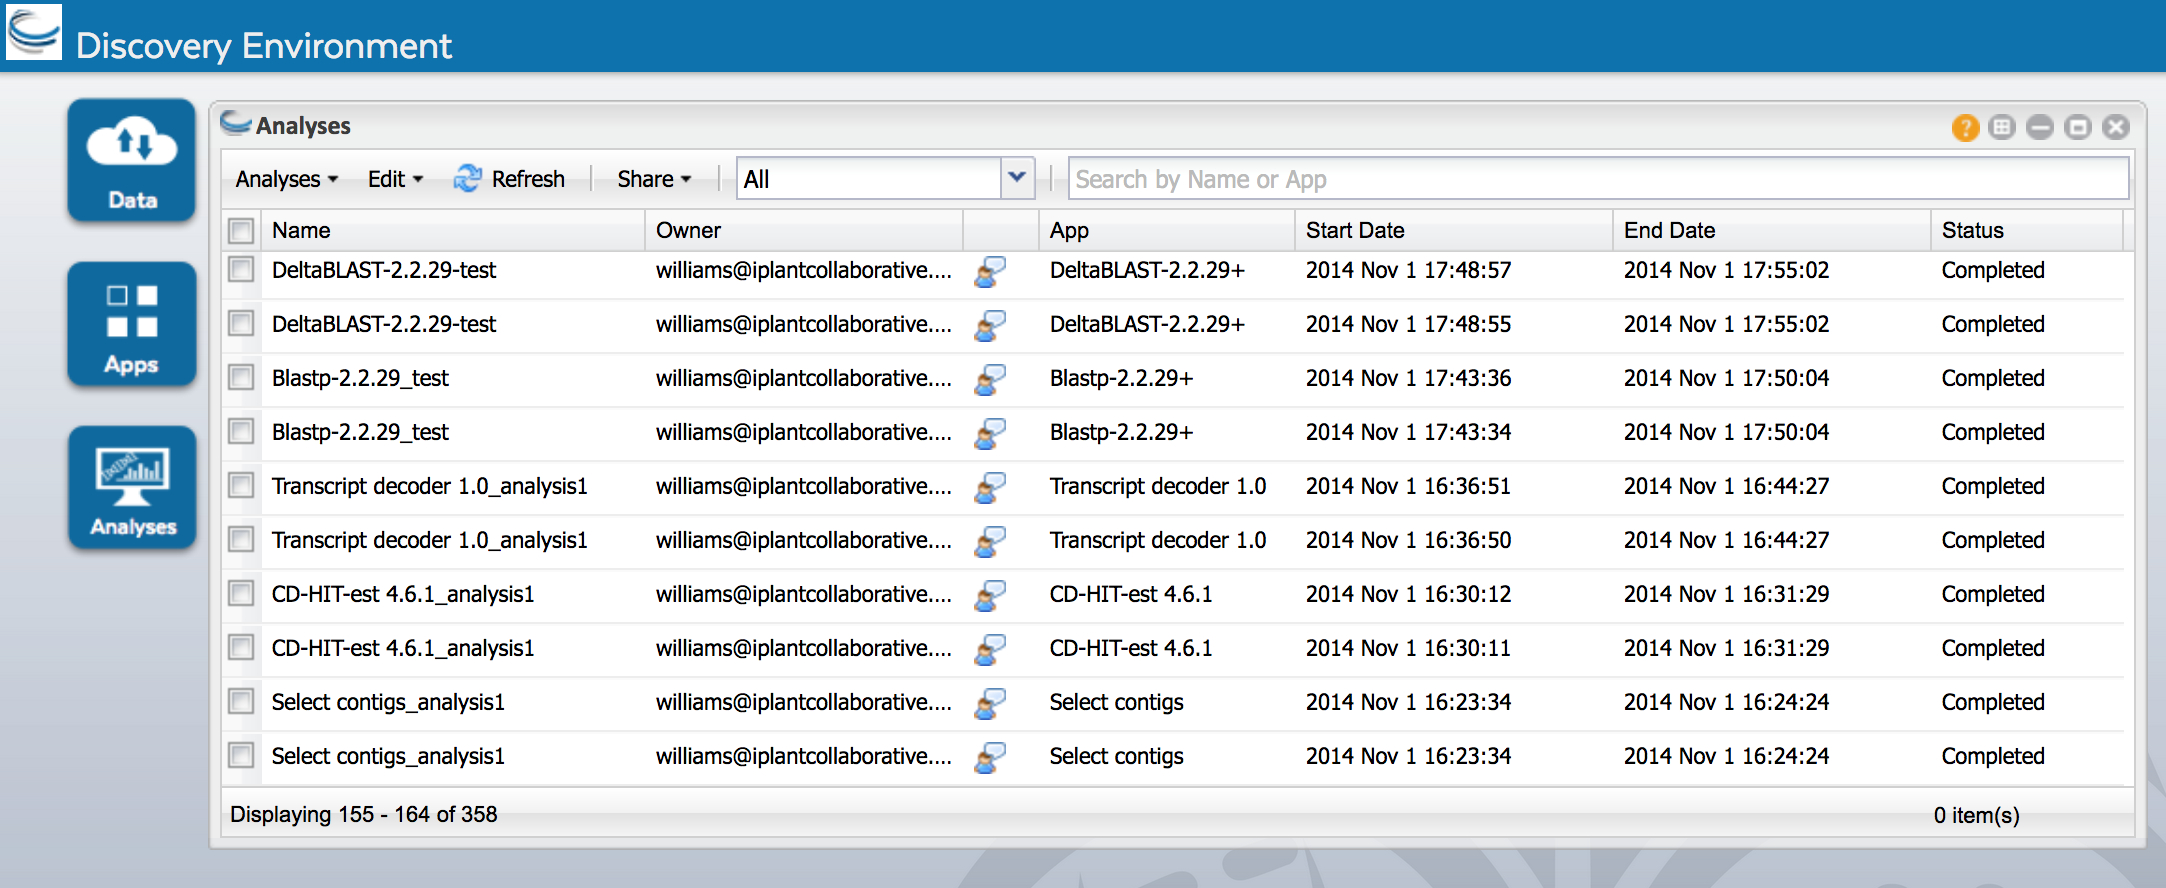 Discovery Environment
Data
Apps
Analyses
Analyses
?
Analyses Edit Refresh Share All Search by Name or App
Name Owner App Start Date End Date Status
DeltaBLAST-2.2.29-test williams@iplantcollaborative.... DeltaBLAST-2.2.29+ 2014 Nov 1 17:48:57 2014 Nov 1 17:55:02 Completed
DeltaBLAST-2.2.29-test williams@iplantcollaborative.... DeltaBLAST-2.2.29+ 2014 Nov 1 17:48:55 2014 Nov 1 17:55:02 Completed
Blastp-2.2.29_test williams@iplantcollaborative.... Blastp-2.2.29+ 2014 Nov 1 17:43:36 2014 Nov 1 17:50:04 Completed
Blastp-2.2.29_test williams@iplantcollaborative.... Blastp-2.2.29+ 2014 Nov 1 17:43:34 2014 Nov 1 17:50:04 Completed
Transcript decoder 1.0_analysis1 williams@iplantcollaborative.... Transcript decoder 1.0 2014 Nov 1 16:36:51 2014 Nov 1 16:44:27 Completed
Transcript decoder 1.0_analysis1 williams@iplantcollaborative.... Transcript decoder 1.0 2014 Nov 1 16:36:50 2014 Nov 1 16:44:27 Completed
CD-HIT-est 4.6.1_analysis1 williams@iplantcollaborative.... CD-HIT-est 4.6.1 2014 Nov 1 16:30:12 2014 Nov 1 16:31:29 Completed
CD-HIT-est 4.6.1_analysis1 williams@iplantcollaborative.... CD-HIT-est 4.6.1 2014 Nov 1 16:30:11 2014 Nov 1 16:31:29 Completed
Select contigs_analysis1 williams@iplantcollaborative.... Select contigs 2014 Nov 1 16:23:34 2014 Nov 1 16:24:24 Completed
Select contigs_analysis1 williams@iplantcollaborative.... Select contigs 2014 Nov 1 16:23:34 2014 Nov 1 16:24:24 Completed
Displaying 155 - 164 of 358 0 item(s)